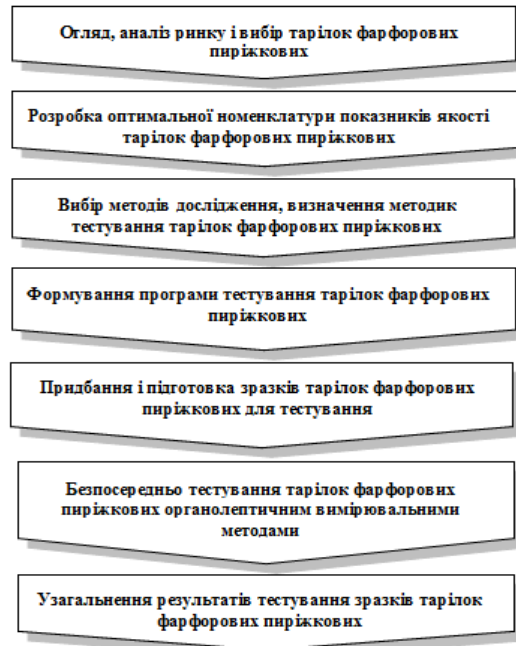 Огляд, аналіз ринку і вибір тарілок фарфорових
пиріжкових
Розробка оптимальної номенклатури показників якості
тарілок фарфорових пиріжкових
Вибір методів дослідження, визначення методик
тестування тарілок фарфорових пиріжкових
Формування програми тестування тарілок фарфорових
пиріжкових
Придбання і підготовка зразків тарілок фарфорових
пиріжкових для тестування
Безпосередньо тестування тарілок фарфорових
пиріжкових органолептичним вимірювальними
методами
Узагальнення результатів тестування зразків тарілок
фарфорових пиріжкових